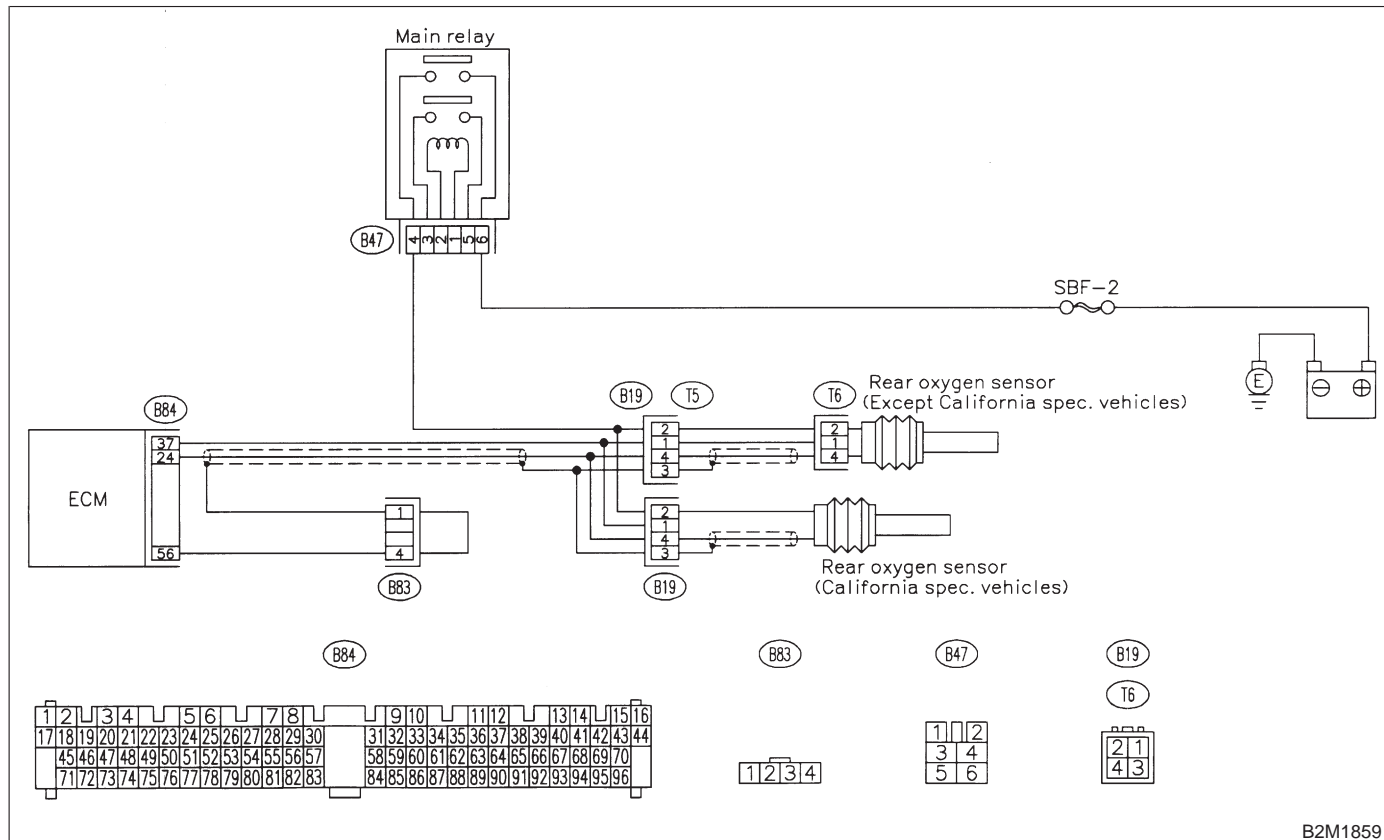 Main relay
B47
4 3 2 1 5 6
SBF-2
E
B84
B19
T5
T6
Rear oxygen sensor
(Except California spec. vehicles)
37
24
56
ECM
2
1
4
3
2
1
4
1
4
B83
2
1
4
3
B19
Rear oxygen sensor
(California spec. vehicles)
B84
B83
B47
B19
T6
1 2 3 4 5 6 7 8 9 10 11 12 13 14 15 16
17 18 19 20 21 22 23 24 25 26 27 28 29 30 31 32 33 34 35 36 37 38 39 40 41 42 43 44
45 46 47 48 49 50 51 52 53 54 55 56 57 58 59 60 61 62 63 64 65 66 67 68 69 70
71 72 73 74 75 76 77 78 79 80 81 82 83 84 85 86 87 88 89 90 91 92 93 94 95 96
1 2 3 4
1 2
3 4
5 6
2 1
4 3
B2M1859